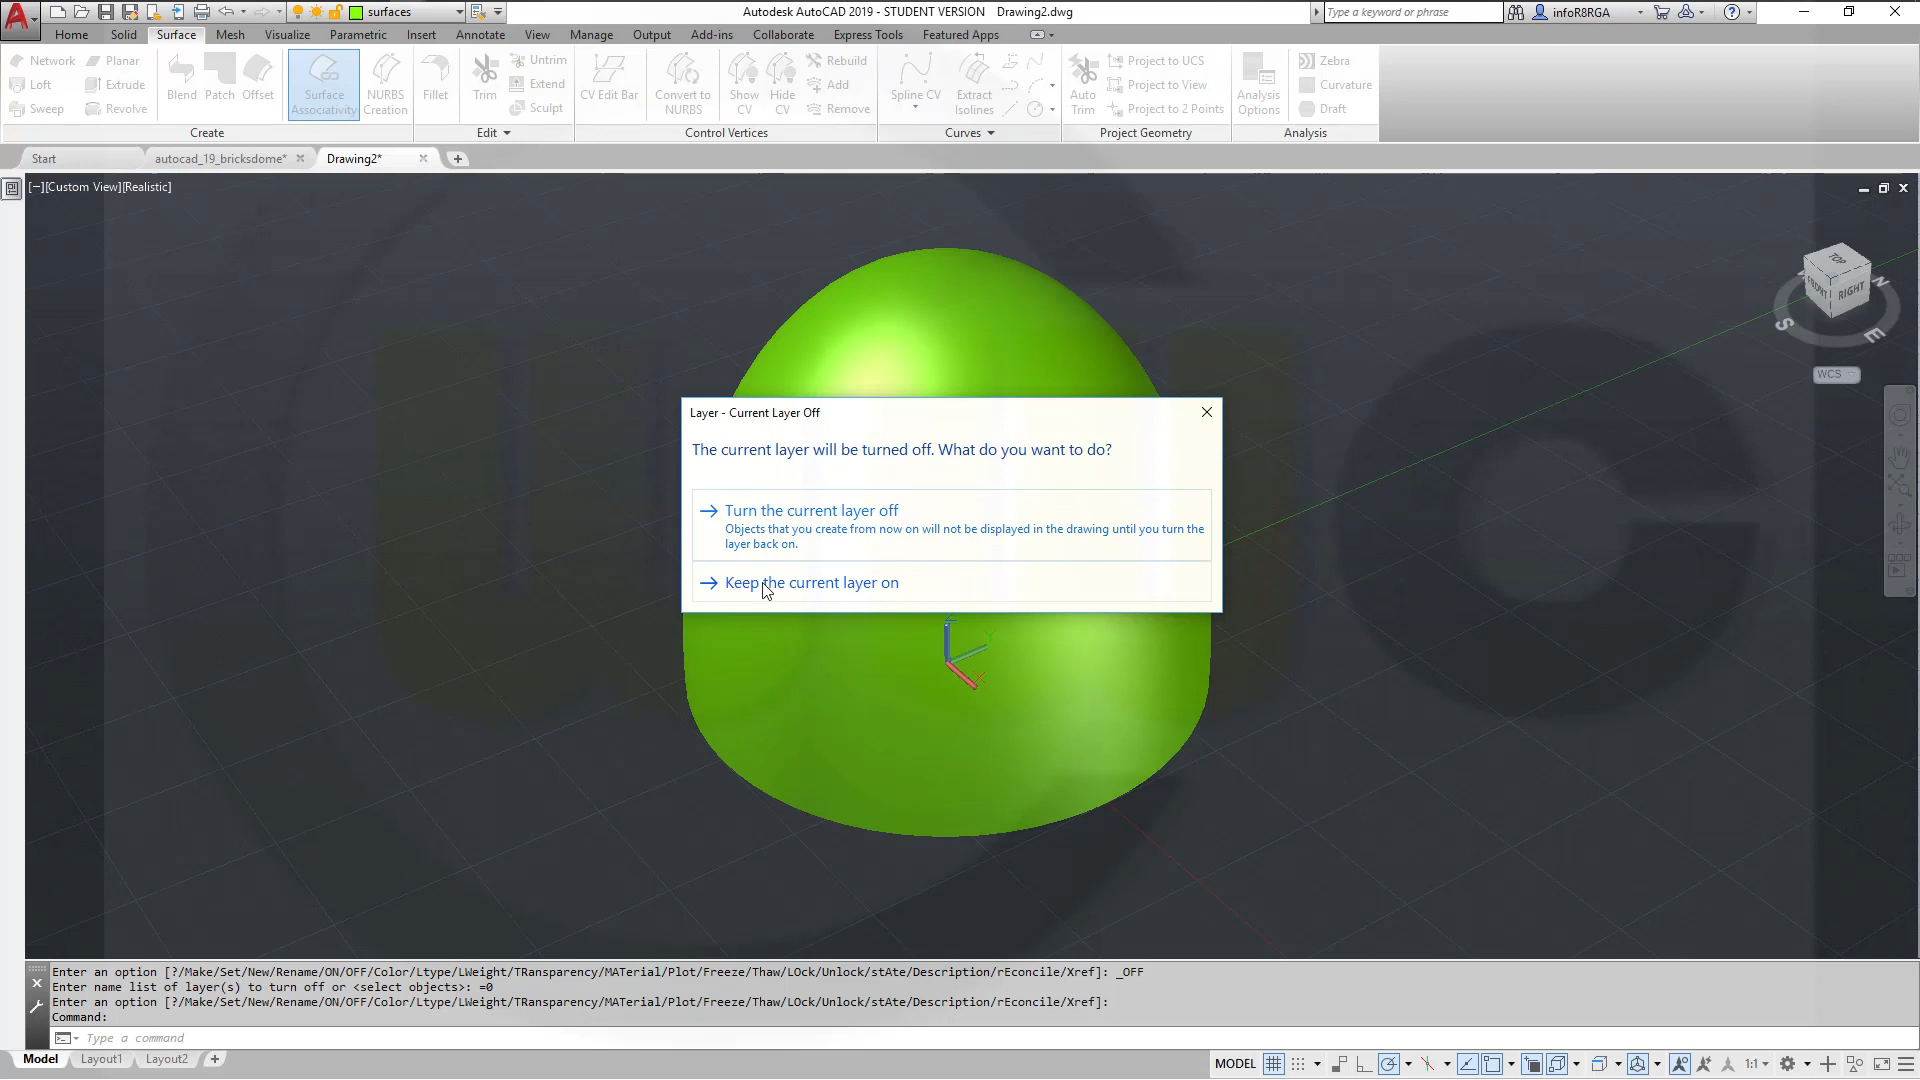 surfaces
Autodesk AutoCAD 2019 - STUDENT VERSION Drawing2.dwg
Type a keyword or phrase
infoR8RGA
Home Solid Surface Mesh Visualize Parametric Insert Annotate View Manage Output Add-ins Collaborate Express Tools Featured Apps
Network Planar
Loft Extrude
Sweep Revolve
Blend Patch Offset
Surface Associativity
NURBS Creation
Fillet
Trim
Untrim
Extend
Sculpt
CV Edit Bar
Convert to NURBS
Show CV
Hide CV
Rebuild
Add
Remove
Spline CV
Extract Isolines
Auto Trim
Project to UCS
Project to View
Project to 2 Points
Analysis Options
Zebra
Curvature
Draft
Create Edit Control Vertices Curves Project Geometry Analysis
Start autocad_19_bricksdome* Drawing2*
[−][Custom View][Realistic]
TOP
FRONT RIGHT
N
S
E
WCS
Layer - Current Layer Off
The current layer will be turned off. What do you want to do?
Turn the current layer off
Objects that you create from now on will not be displayed in the drawing until you turn the
layer back on.
Keep the current layer on
Y
X
Enter an option [?/Make/Set/New/Rename/ON/OFF/Color/Ltype/LWeight/TRansparency/MATerial/Plot/Freeze/Thaw/LOck/Unlock/stAte/Description/rEconcile/Xref]: _OFF
Enter name list of layer(s) to turn off or <select objects>: =0
Enter an option [?/Make/Set/New/Rename/ON/OFF/Color/Ltype/LWeight/TRansparency/MATerial/Plot/Freeze/Thaw/LOck/Unlock/stAte/Description/rEconcile/Xref]:
Command:
Type a command
Model Layout1 Layout2
MODEL 1:1